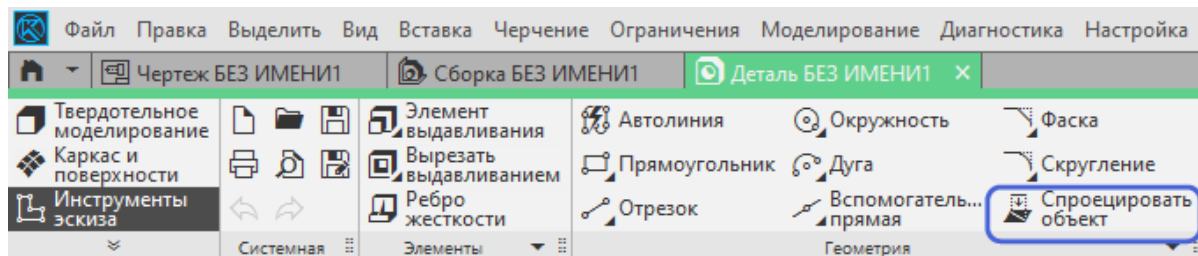 Файл Правка Выделить Вид Вставка Черчение Ограничения Моделирование Диагностика Настройка
Чертеж БЕЗ ИМЕНИ1 Сборка БЕЗ ИМЕНИ1 Деталь БЕЗ ИМЕНИ1 ×
Твердотельное
моделирование
Каркас и
поверхности
Инструменты
эскиза
Системная
Элемент
выдавливания
Вырезать
выдавливанием
Ребро
жесткости
Элементы
Автолиния Окружность Фаска
Прямоугольник Дуга Скругление
Отрезок Вспомогатель...
прямая
Спроецировать
объект
Геометрия